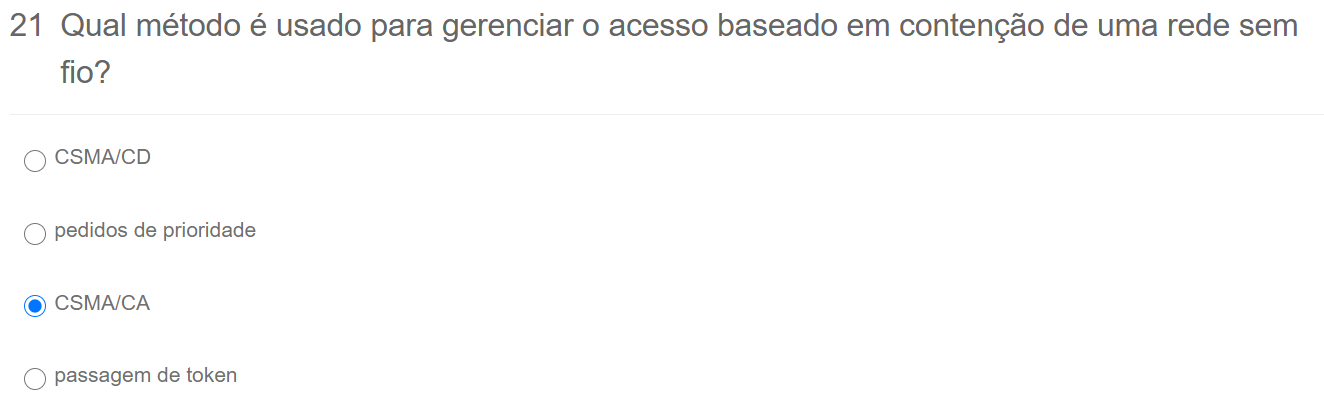 21 Qual método é usado para gerenciar o acesso baseado em contenção de uma rede sem
fio?
CSMA/CD
pedidos de prioridade
CSMA/CA
passagem de token